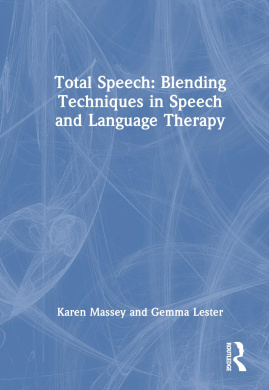 Total Speech: Blending
Techniques in Speech
and Language Therapy
Karen Massey and Gemma Lester
ROUTLEDGE